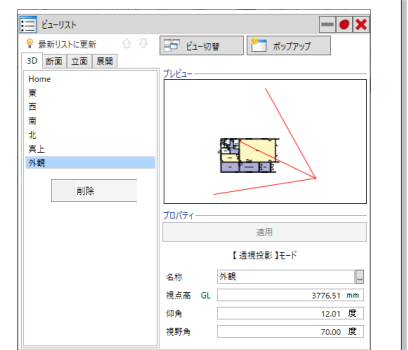 ビューリスト
最新リストに更新
ビュー切替 ポップアップ
3D 断面 立面 展開
Home
東
西
南
北
真上
外観
削除
プレビュー
プロパティ
適用
【 透視投影 】モード
名称 外観 ...
視点高 GL 3776.51 mm
仰角 12.01 度
視野角 70.00 度